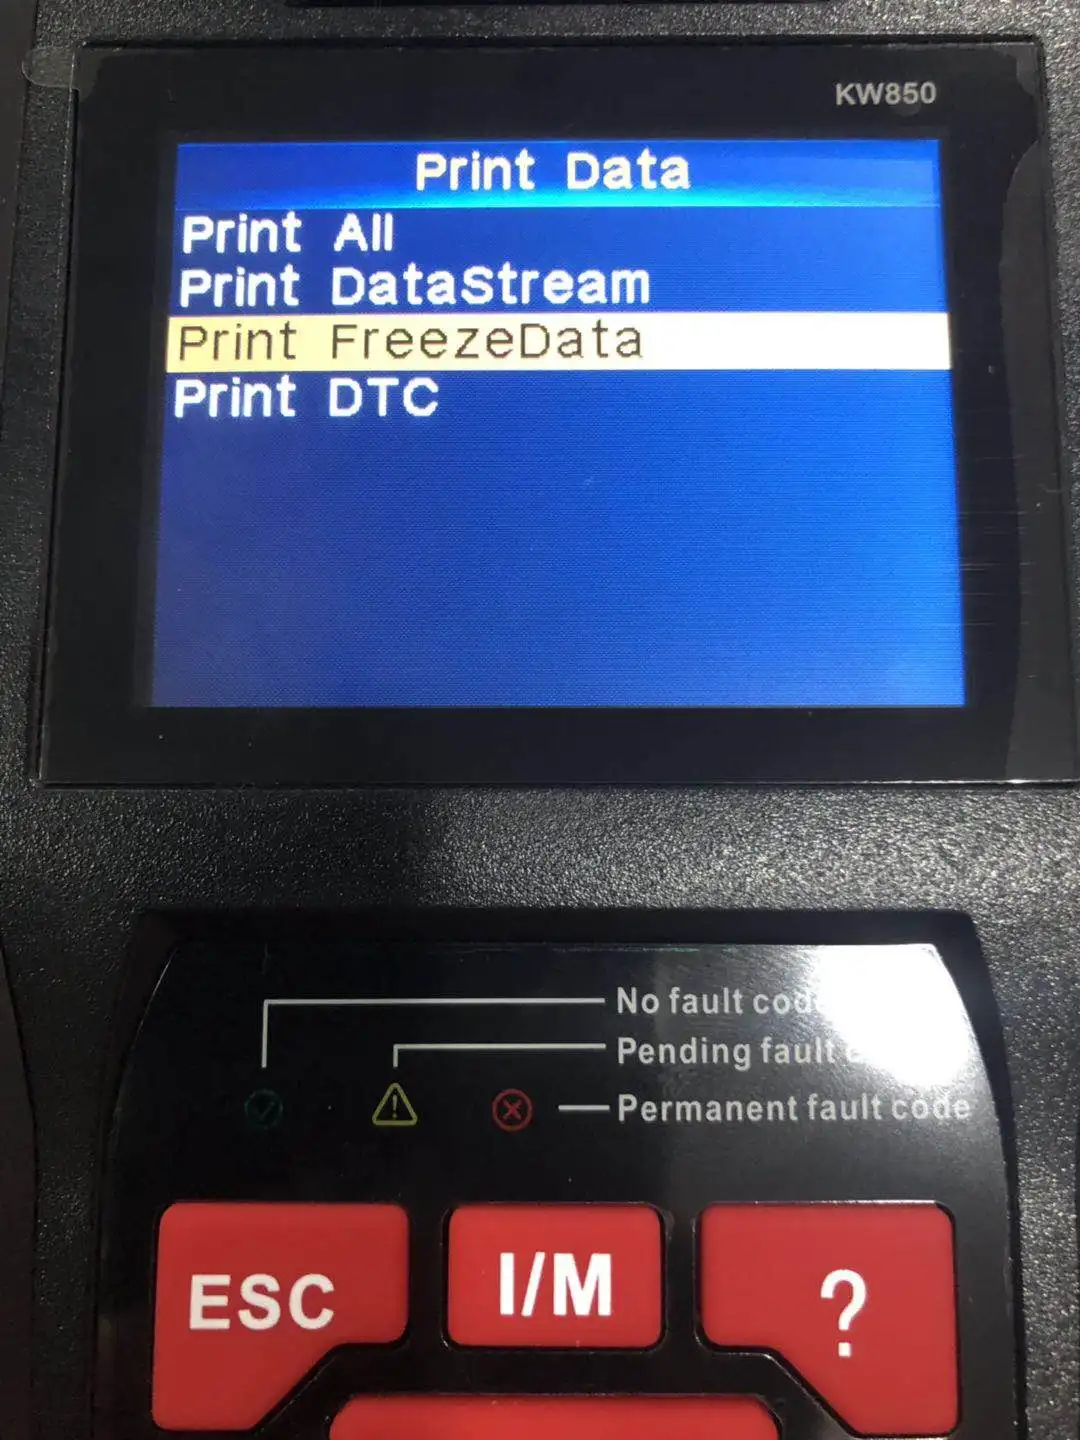 KW850
Print Data
Print All
Print DataStream
Print FreezeData
Print DTC
No fault
Pending fault
Permanent fault code
ESC
I/M
?